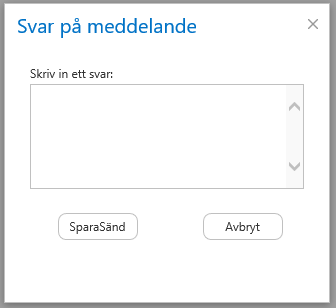 Svar på meddelande
Skriv in ett svar:
SparaSänd
Avbryt